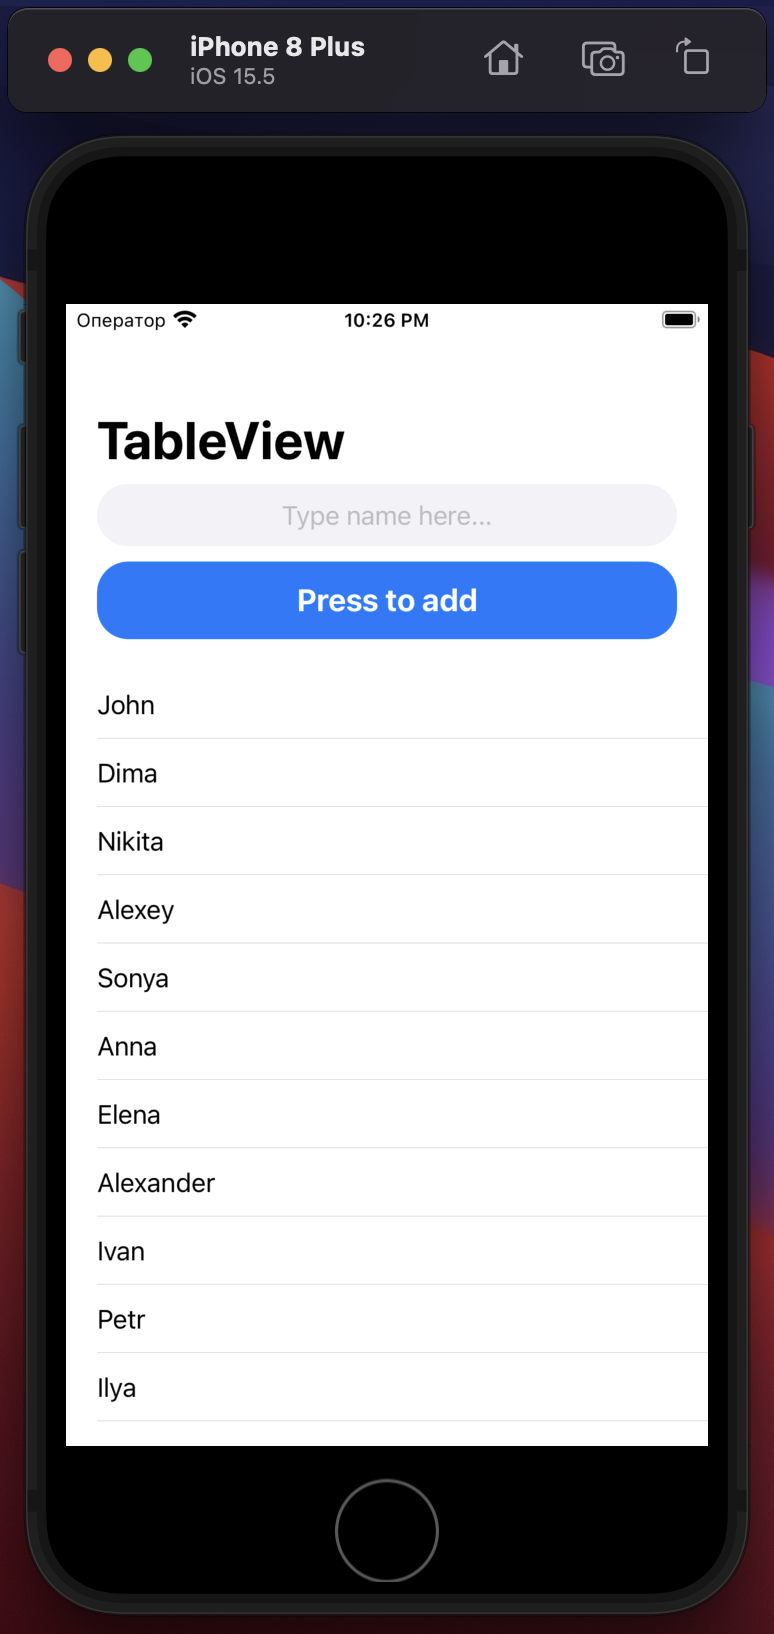 iPhone 8 Plus
iOS 15.5
Оператор 10:26 PM
TableView
Type name here...
Press to add
John
Dima
Nikita
Alexey
Sonya
Anna
Elena
Alexander
Ivan
Petr
Ilya